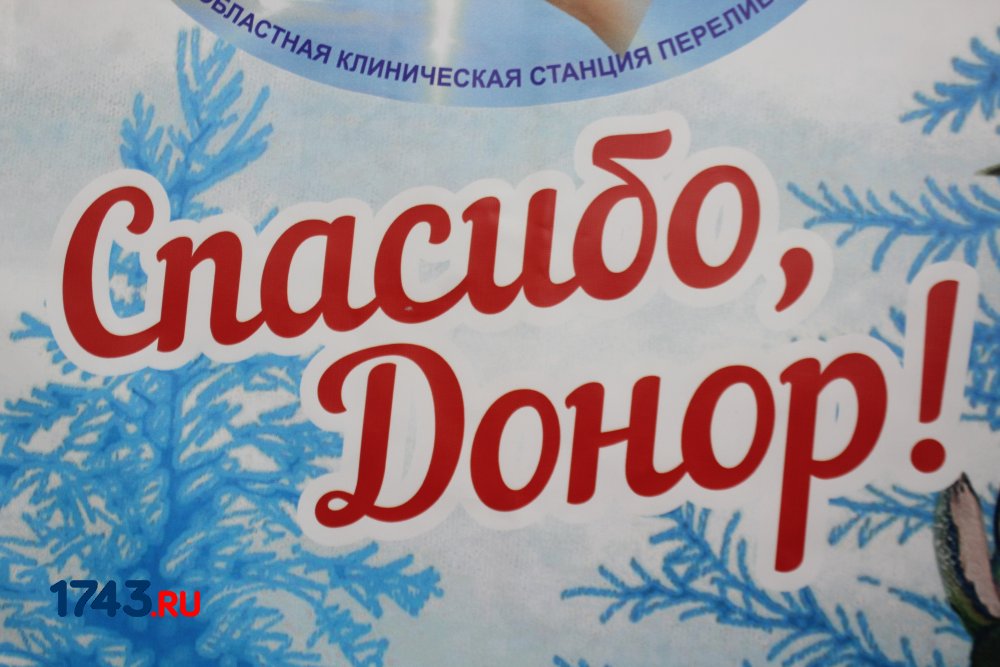 ОБЛАСТНАЯ КЛИНИЧЕСКАЯ СТАНЦИЯ
Спасибо,
Донор!
1743.RU